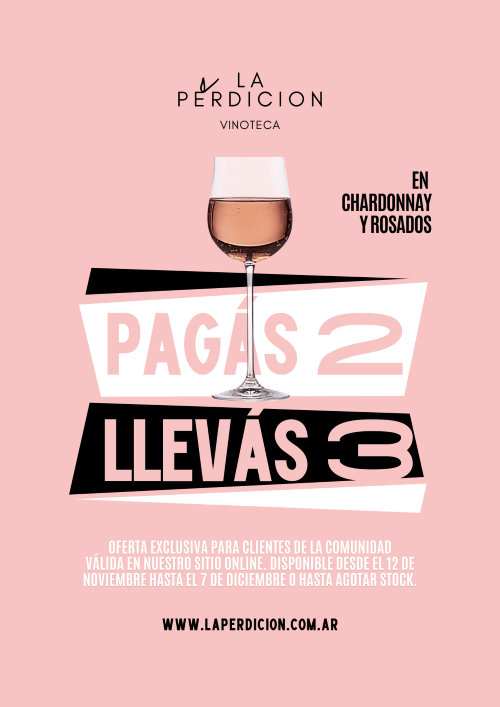 LA
PERDICION
VINOTECA
EN
CHARDONNAY
Y ROSADOS
PAGÁS 2
LLEVÁS 3
OFERTA EXCLUSIVA PARA CLIENTES DE LA COMUNIDAD
VÁLIDA EN NUESTRO SITIO ONLINE. DISPONIBLE DESDE EL 12 DE
NOVIEMBRE HASTA EL 7 DE DICIEMBRE O HASTA AGOTAR STOCK.
WWW.LAPERDICION.COM.AR